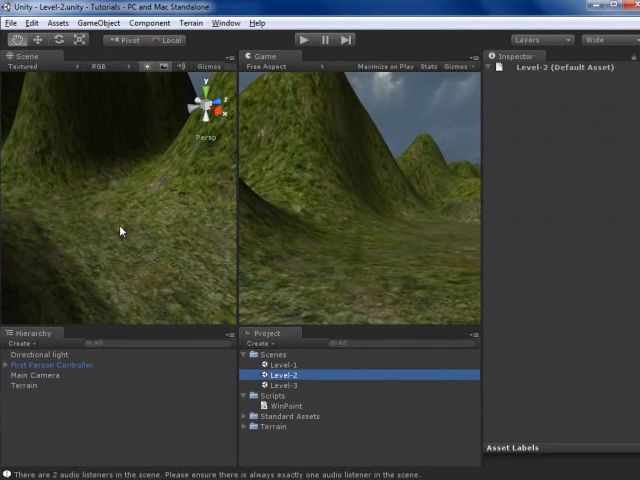 Unity - Level-2.unity - Tutorials - PC and Mac Standalone
File Edit Assets GameObject Component Terrain Window Help
Pivot Local Layers Wide
Scene
Textured RGB Gizmos
y
z
x
Persp
Game
Free Aspect Maximize on Play Stats Gizmos
Inspector
Level-2 (Default Asset)
Hierarchy
Create All
Directional light
First Person Controller
Main Camera
Terrain
Project
Create All
Scenes
Level-1
Level-2
Level-3
Scripts
WinPoint
Standard Assets
Terrain
Asset Labels
There are 2 audio listeners in the scene. Please ensure there is always exactly one audio listener in the scene.